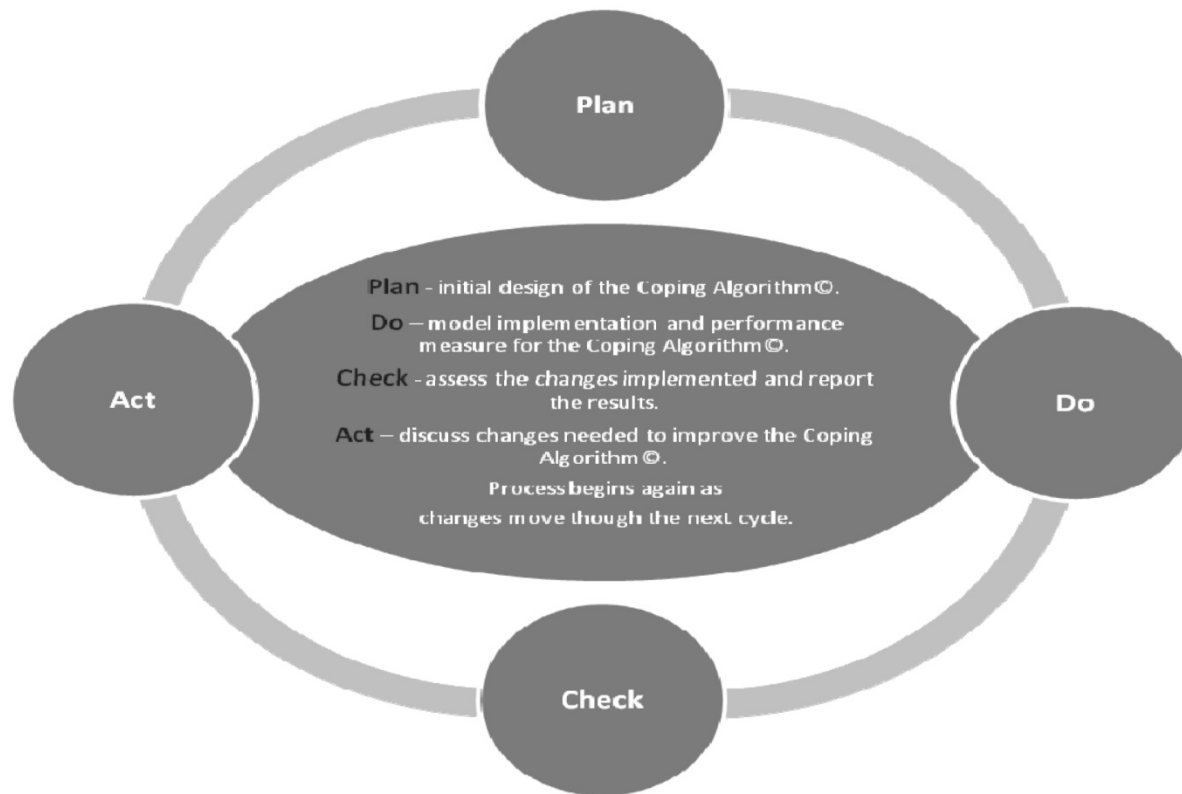 Plan
Plan - initial design of the Coping Algorithm©.
Do – model implementation and performance
measure for the Coping Algorithm©.
Check - assess the changes implemented and report
the results.
Act – discuss changes needed to improve the Coping
Algorithm©.
Process begins again as
changes move though the next cycle.
Act
Do
Check